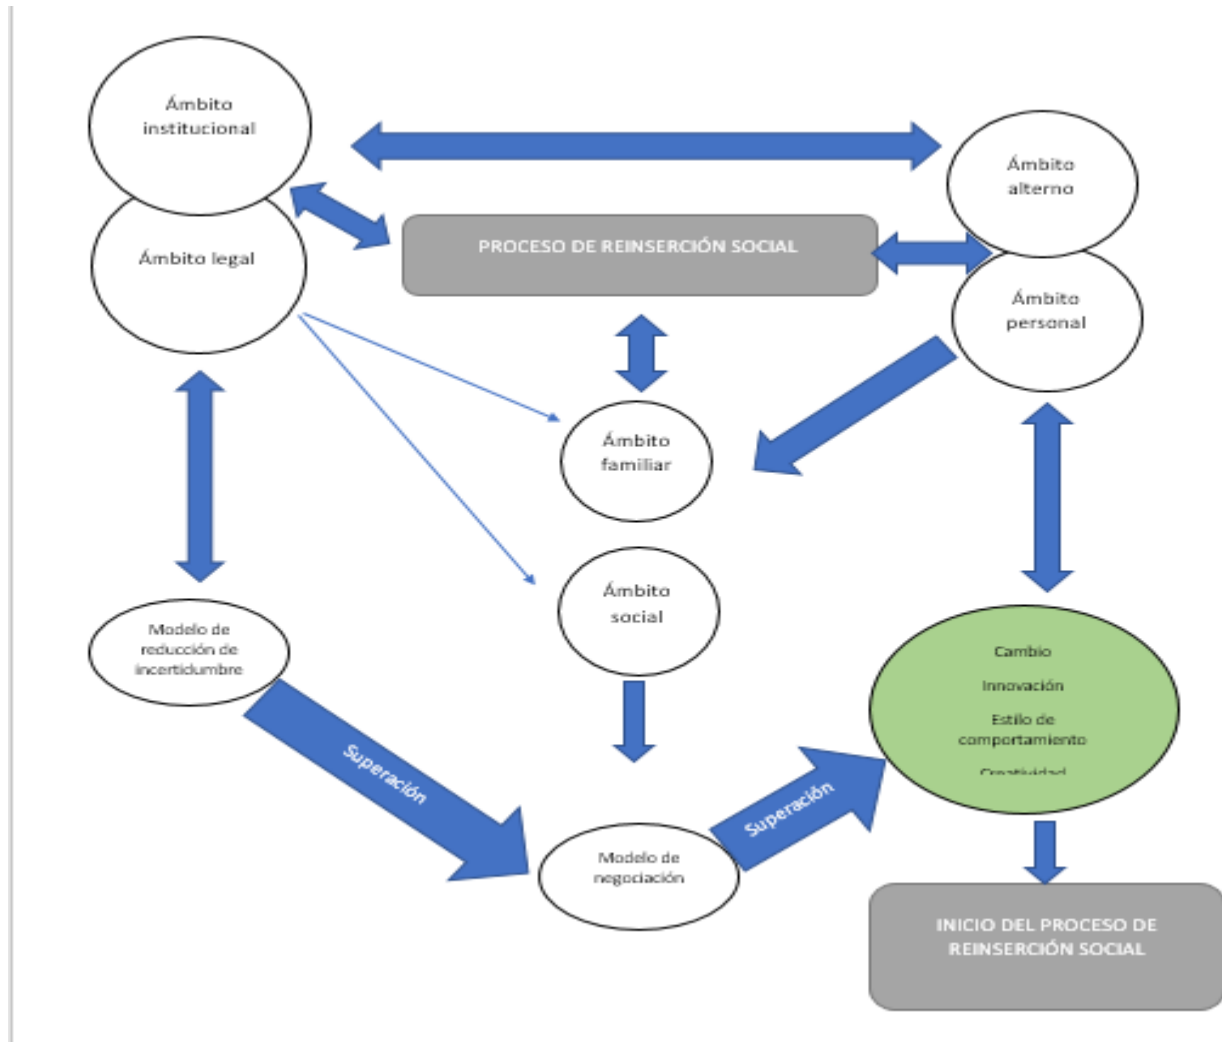 Ámbito
institucional
Ámbito legal
Ámbito
alterno
Ámbito
personal
PROCESO DE REINSERCIÓN SOCIAL
Ámbito
familiar
Ámbito
social
Modelo de
reducción de
incertidumbre
Superación
Modelo de
negociación
Superación
Cambio
Innovación
Estilo de
comportamiento
Creatividad
INICIO DEL PROCESO DE
REINSERCIÓN SOCIAL